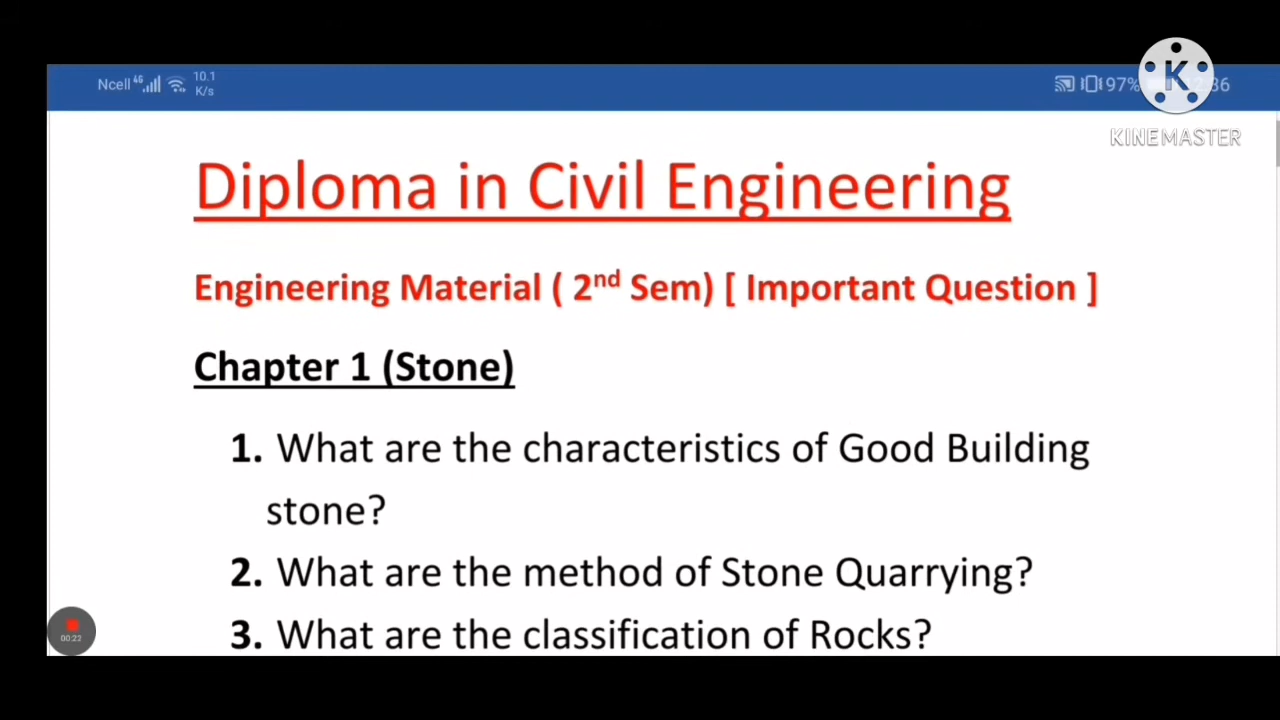 Ncell 4G 10.1 K/s 97%
KINEMASTER
Diploma in Civil Engineering
Engineering Material ( 2nd Sem) [ Important Question ]
Chapter 1 (Stone)
1. What are the characteristics of Good Building
stone?
2. What are the method of Stone Quarrying?
3. What are the classification of Rocks?
00:22